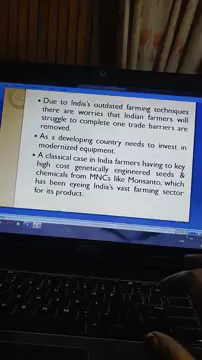 • Due to India's outdated farming techniques
there are worries that Indian farmers will
struggle to complete one trade barriers are
removed.
• As a developing country needs to invest in
modernized equipment.
• A classical case in India farmers having to key
high cost genetically engineered seeds &
chemicals from MNCs like Monsanto, which
has been eyeing India's vast farming sector
for its product.